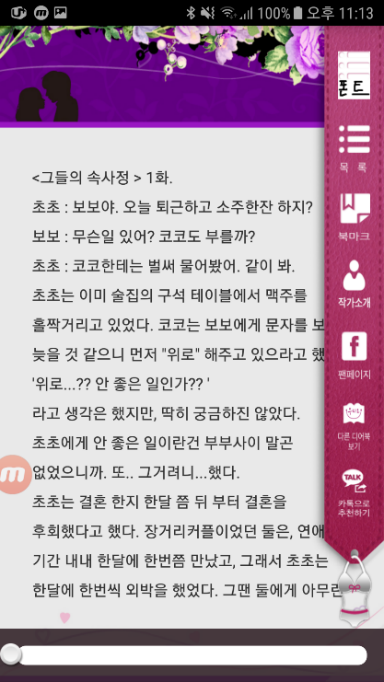 100% 오후 11:13
폰트
<그들의 속사정 > 1화.
초초 : 보보야. 오늘 퇴근하고 소주한잔 하지?
보보 : 무슨일 있어? 코코도 부를까?
초초 : 코코한테는 벌써 물어봤어. 같이 봐.
초초는 이미 술집의 구석 테이블에서 맥주를
홀짝거리고 있었다. 코코는 보보에게 문자를 보
늦을 것 같으니 먼저 "위로" 해주고 있으라고 했
'위로...?? 안 좋은 일인가?? '
라고 생각은 했지만, 딱히 궁금하진 않았다.
초초에게 안 좋은 일이란건 부부사이 말곤
없었으니까. 또.. 그거려니...했다.
초초는 결혼 한지 한달 쯤 뒤 부터 결혼을
후회했다고 했다. 장거리커플이었던 둘은, 연애
기간 내내 한달에 한번쯤 만났고, 그래서 초초는
한달에 한번씩 외박을 했었다. 그땐 둘에게 아무런
목 록
북마크
작가소개
팬페이지
다른 디어북
보기
TALK
카톡으로
추천하기